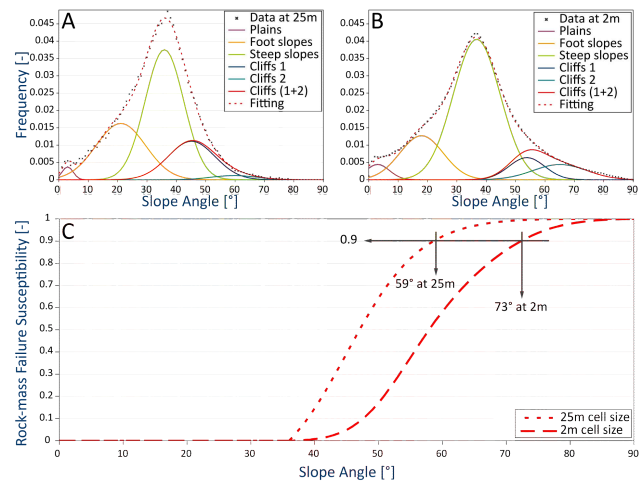 A
Data at 25m
Plains
Foot slopes
Steep slopes
Cliffs 1
Cliffs 2
Cliffs (1+2)
Fitting
Frequency [-]
0.045
0.04
0.035
0.03
0.025
0.02
0.015
0.01
0.005
0
0 10 20 30 40 50 60 70 80 90
Slope Angle [°]
B
Data at 2m
Plains
Foot slopes
Steep slopes
Cliffs 1
Cliffs 2
Cliffs (1+2)
Fitting
0.045
0.04
0.035
0.03
0.025
0.02
0.015
0.01
0.005
0
0 10 20 30 40 50 60 70 80 90
Slope Angle [°]
C
Rock-mass Failure Susceptibility [-]
1
0.9
0.8
0.7
0.6
0.5
0.4
0.3
0.2
0.1
0
0.9
59° at 25m
73° at 2m
25m cell size
2m cell size
0 10 20 30 40 50 60 70 80 90
Slope Angle [°]